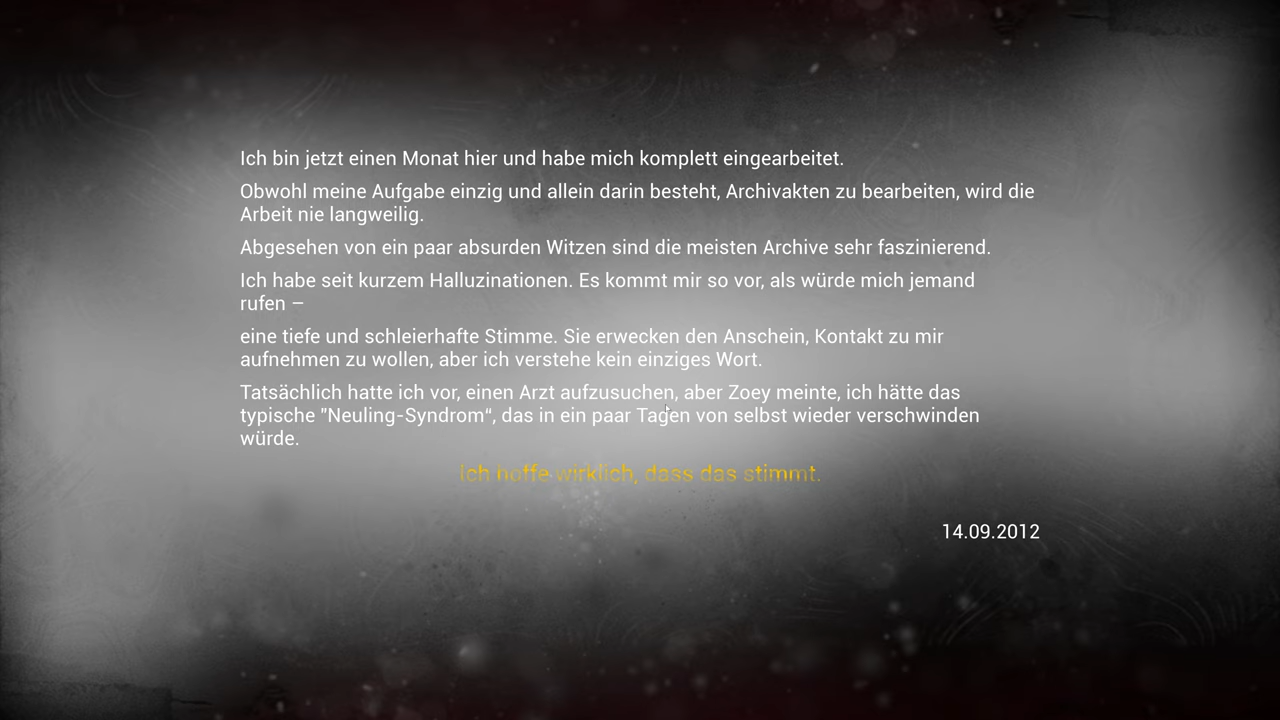 Ich bin jetzt einen Monat hier und habe mich komplett eingearbeitet.
Obwohl meine Aufgabe einzig und allein darin besteht, Archivakten zu bearbeiten, wird die
Arbeit nie langweilig.
Abgesehen von ein paar absurden Witzen sind die meisten Archive sehr faszinierend.
Ich habe seit kurzem Halluzinationen. Es kommt mir so vor, als würde mich jemand
rufen –
eine tiefe und schleierhafte Stimme. Sie erwecken den Anschein, Kontakt zu mir
aufnehmen zu wollen, aber ich verstehe kein einziges Wort.
Tatsächlich hatte ich vor, einen Arzt aufzusuchen, aber Zoey meinte, ich hätte das
typische "Neuling-Syndrom“, das in ein paar Tagen von selbst wieder verschwinden
würde.
Ich hoffe wirklich, dass das stimmt.
14.09.2012